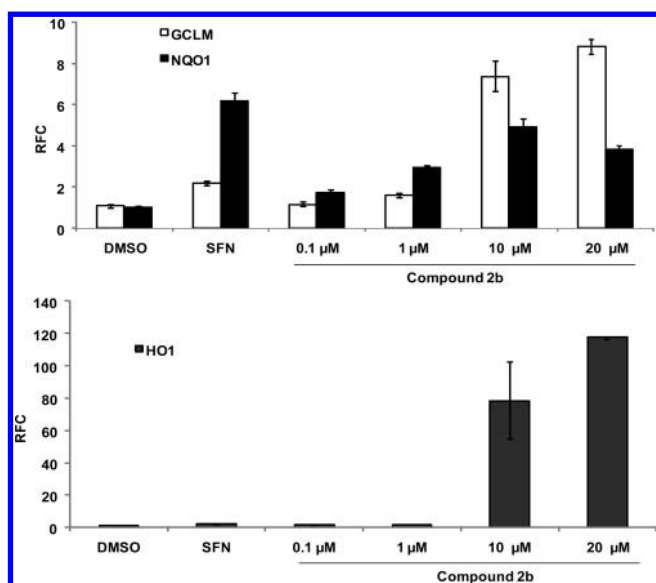 10
8
6
4
2
0
RFC
GCLM
NQO1
DMSO SFN 0.1 µM 1 µM 10 µM 20 µM
Compound 2b
140
120
100
80
60
40
20
0
RFC
HO1
DMSO SFN 0.1 µM 1 µM 10 µM 20 µM
Compound 2b